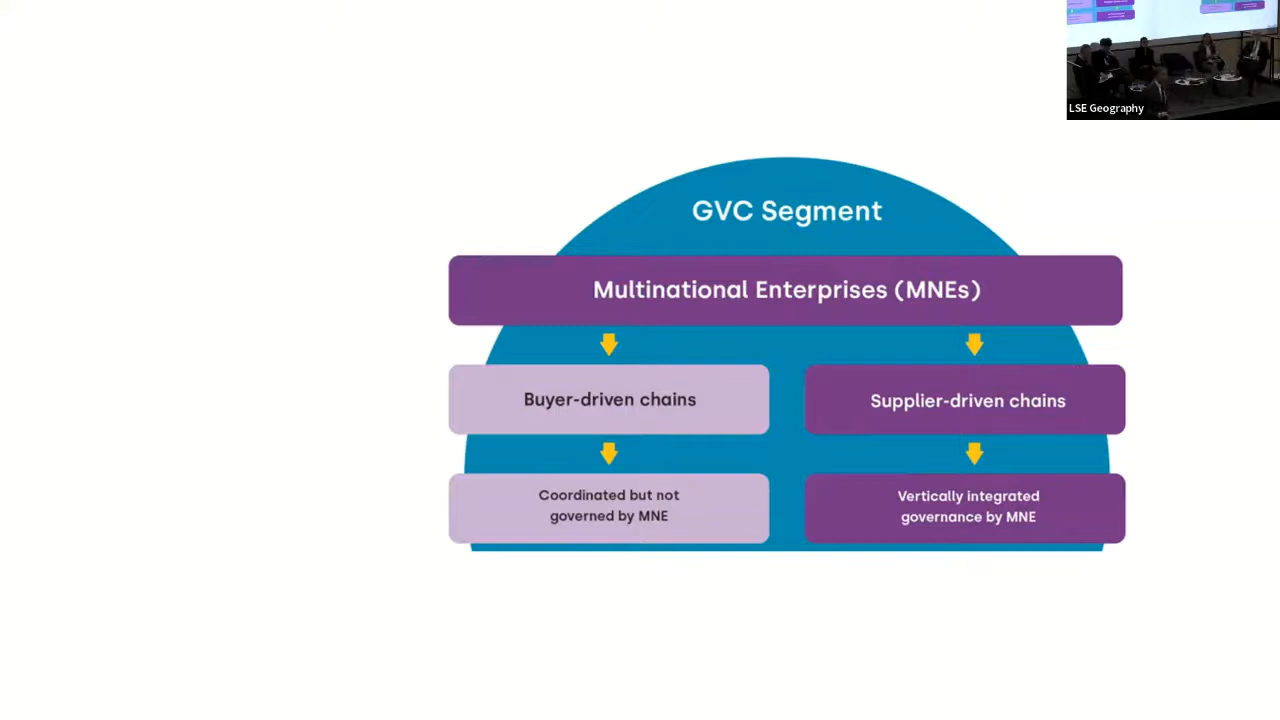 LSE Geography
GVC Segment
Multinational Enterprises (MNEs)
Buyer-driven chains
Supplier-driven chains
Coordinated but not
governed by MNE
Vertically integrated
governance by MNE